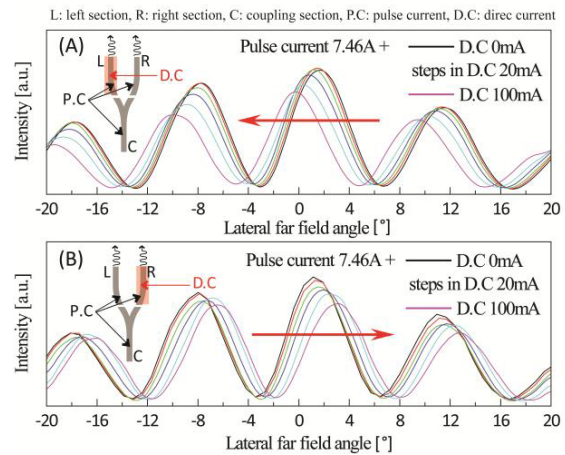 L: left section, R: right section, C: coupling section, P.C: pulse current, D.C: direc current
(A)
Pulse current 7.46A +
D.C 0mA
steps in D.C 20mA
D.C 100mA
L
R
D.C
P.C
C
Intensity [a.u.]
-20 -16 -12 -8 -4 0 4 8 12 16 20
Lateral far field angle [°]
(B)
Pulse current 7.46A +
D.C 0mA
steps in D.C 20mA
D.C 100mA
L
R
D.C
P.C
C
Intensity [a.u.]
-20 -16 -12 -8 -4 0 4 8 12 16 20
Lateral far field angle [°]